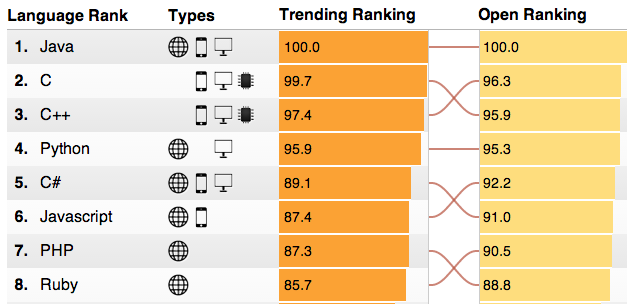 Language Rank Types Trending Ranking Open Ranking
1. Java 100.0 100.0
2. C 99.7 96.3
3. C++ 97.4 95.9
4. Python 95.9 95.3
5. C# 89.1 92.2
6. Javascript 87.4 91.0
7. PHP 87.3 90.5
8. Ruby 85.7 88.8